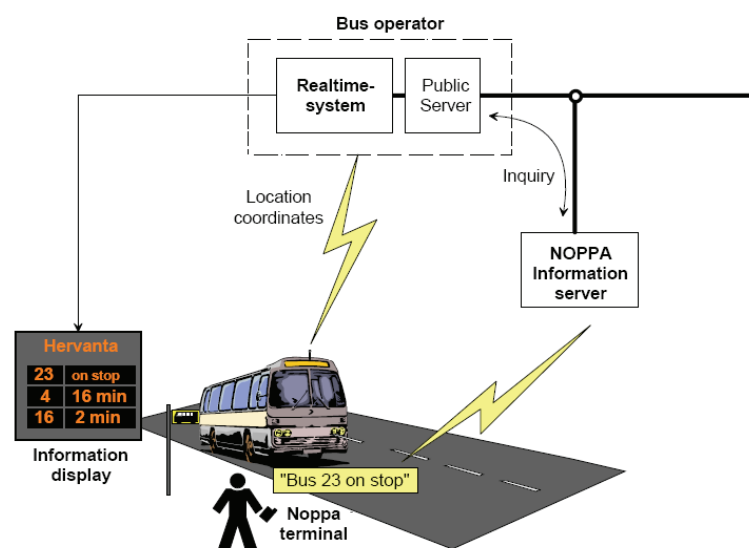 Bus operator
Realtime-
system
Public
Server
Location
coordinates
Inquiry
NOPPA
Information
server
Hervanta
23 on stop
4 16 min
16 2 min
Information
display
"Bus 23 on stop"
Noppa
terminal